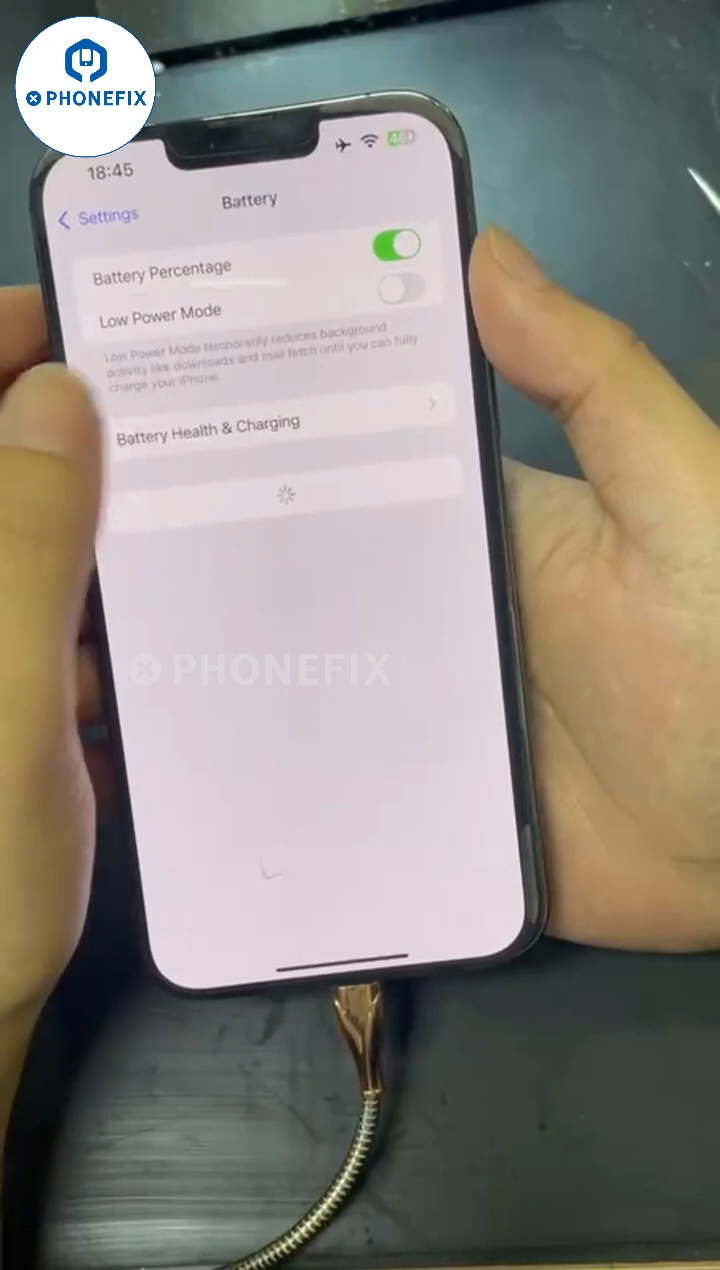 PHONEFIX
18:45
Settings
Battery
Battery Percentage
Low Power Mode
Low Power Mode temporarily reduces background
activity like downloads and mail fetch until you can fully
charge your iPhone.
Battery Health & Charging
PHONEFIX